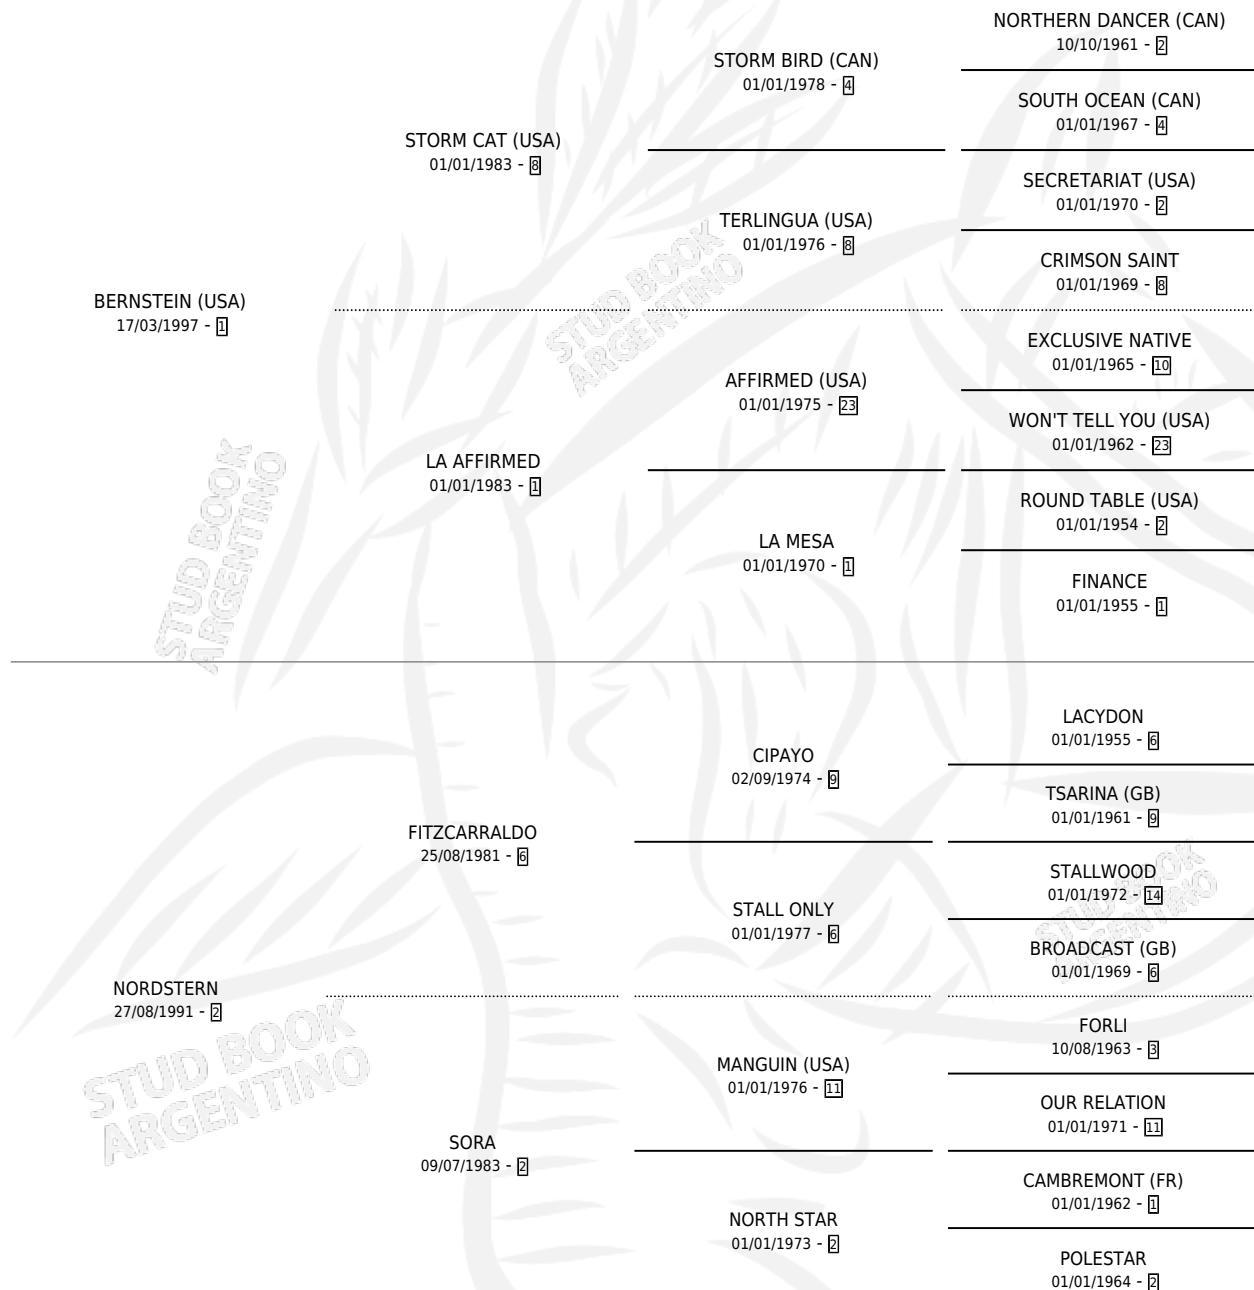 NORTHERN DANCER (CAN)
10/10/1961 - 2
STORM BIRD (CAN)
01/01/1978 - 4
SOUTH OCEAN (CAN)
01/01/1967 - 4
STORM CAT (USA)
01/01/1983 - 8
SECRETARIAT (USA)
01/01/1970 - 2
TERLINGUA (USA)
01/01/1976 - 8
CRIMSON SAINT
01/01/1969 - 8
BERNSTEIN (USA)
17/03/1997 - 1
EXCLUSIVE NATIVE
01/01/1965 - 10
AFFIRMED (USA)
01/01/1975 - 23
WON'T TELL YOU (USA)
01/01/1962 - 23
LA AFFIRMED
01/01/1983 - 1
ROUND TABLE (USA)
01/01/1954 - 2
LA MESA
01/01/1970 - 1
FINANCE
01/01/1955 - 1
STUD BOOK
ARGENTINO
STUD BOOK
ARGENTINO
LACYDON
01/01/1955 - 6
CIPAYO
02/09/1974 - 9
TSARINA (GB)
01/01/1961 - 9
FITZCARRALDO
25/08/1981 - 6
STALLWOOD
01/01/1972 - 14
STALL ONLY
01/01/1977 - 6
BROADCAST (GB)
01/01/1969 - 6
STUD BOOK
ARGENTINO
NORDSTERN
27/08/1991 - 2
FORLI
10/08/1963 - 3
MANGUIN (USA)
01/01/1976 - 11
OUR RELATION
01/01/1971 - 11
SORA
09/07/1983 - 2
CAMBREMONT (FR)
01/01/1962 - 1
NORTH STAR
01/01/1973 - 2
POLESTAR
01/01/1964 - 2
STUD BOOK
ARGENTINO